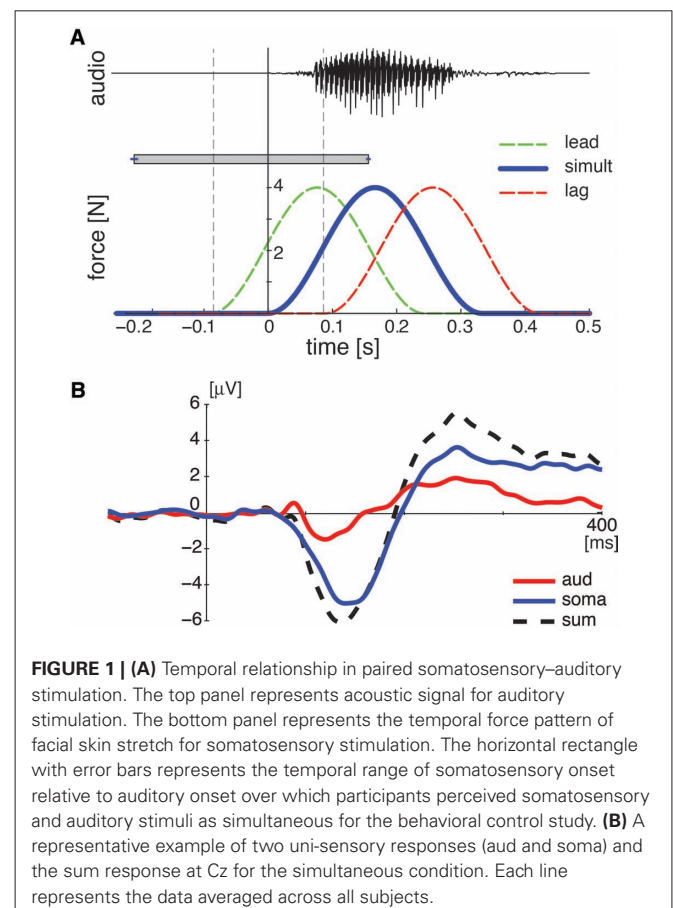 A
audio
lead
simult
lag
force [N]
4
2
−0.2 −0.1 0 0.1 0.2 0.3 0.4 0.5
time [s]
B
[μV]
6
4
2
0
−2
−4
−6
400
[ms]
aud
soma
sum
FIGURE 1 | (A) Temporal relationship in paired somatosensory–auditory
stimulation. The top panel represents acoustic signal for auditory
stimulation. The bottom panel represents the temporal force pattern of
facial skin stretch for somatosensory stimulation. The horizontal rectangle
with error bars represents the temporal range of somatosensory onset
relative to auditory onset over which participants perceived somatosensory
and auditory stimuli as simultaneous for the behavioral control study. (B) A
representative example of two uni-sensory responses (aud and soma) and
the sum response at Cz for the simultaneous condition. Each line
represents the data averaged across all subjects.